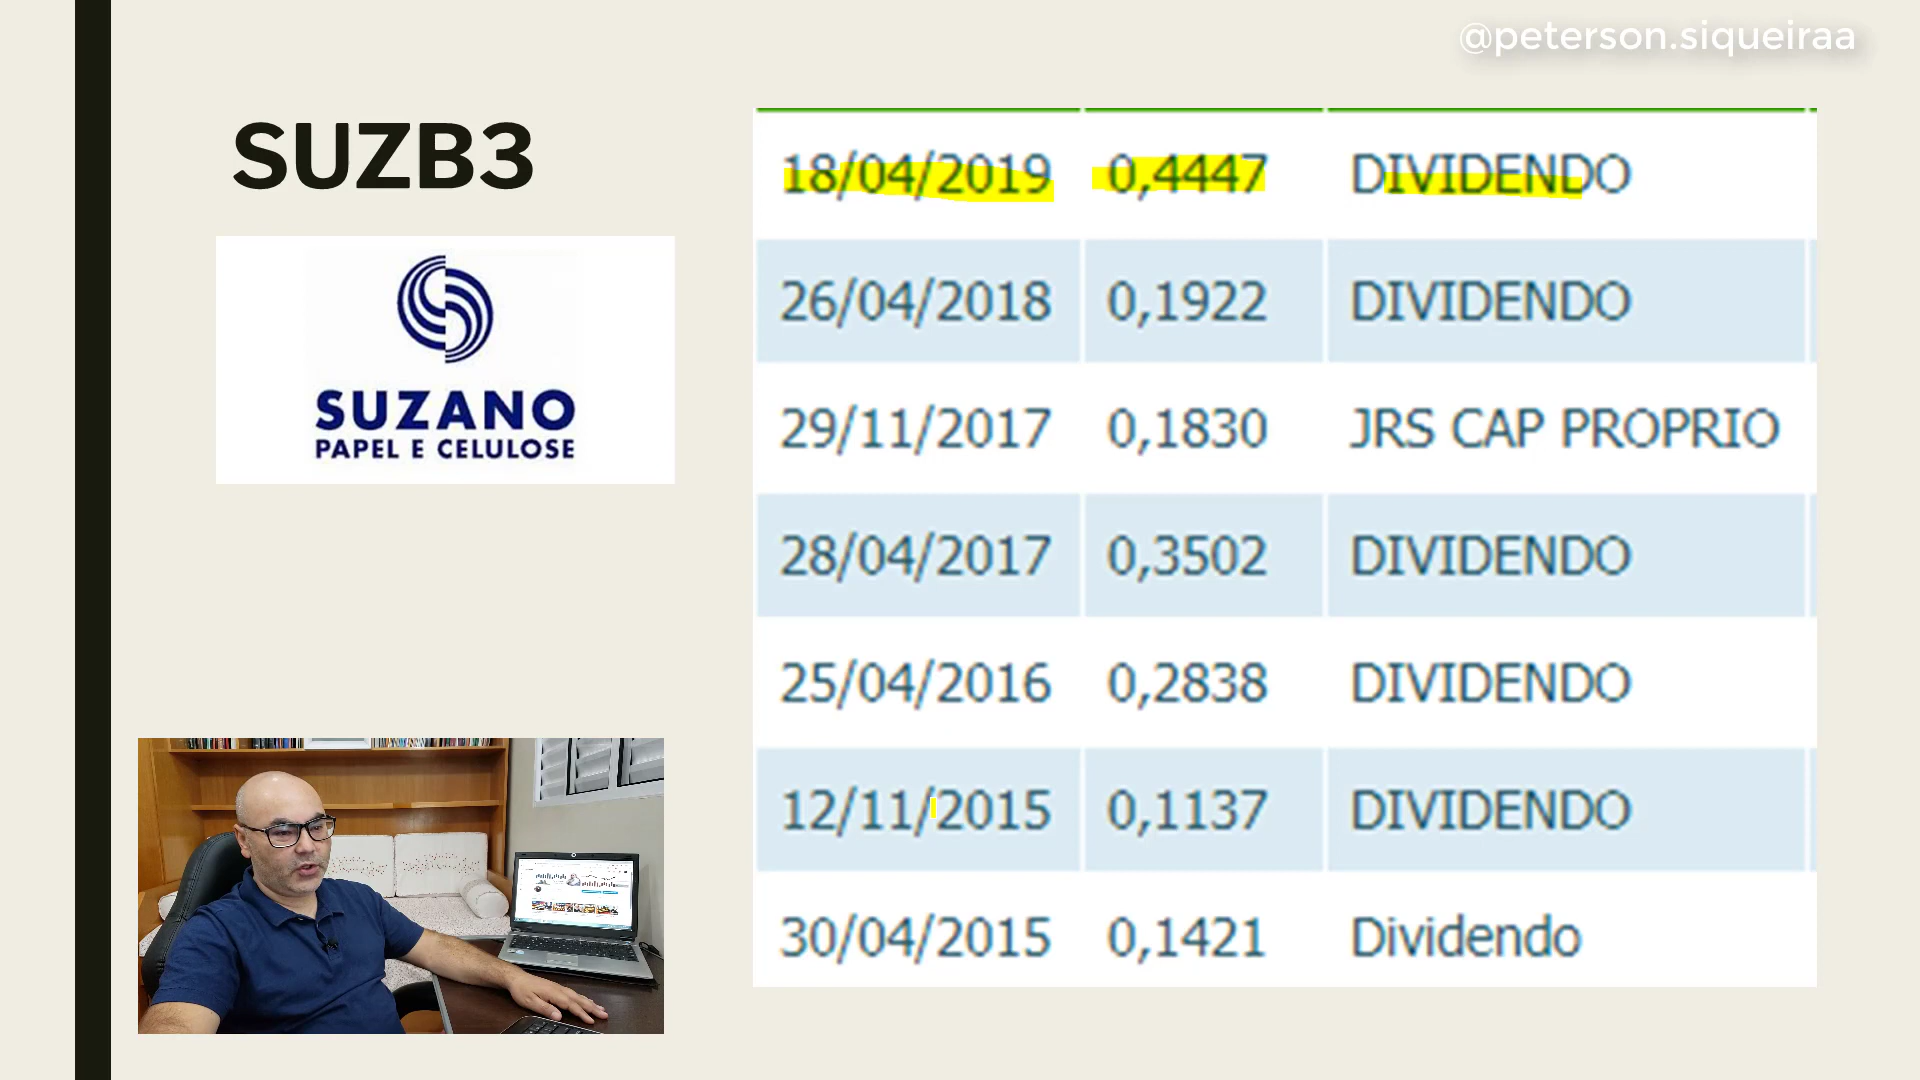 @peterson.siqueiraa
SUZB3
SUZANO
PAPEL E CELULOSE
18/04/2019 0,4447 DIVIDENDO
26/04/2018 0,1922 DIVIDENDO
29/11/2017 0,1830 JRS CAP PROPRIO
28/04/2017 0,3502 DIVIDENDO
25/04/2016 0,2838 DIVIDENDO
12/11/2015 0,1137 DIVIDENDO
30/04/2015 0,1421 Dividendo